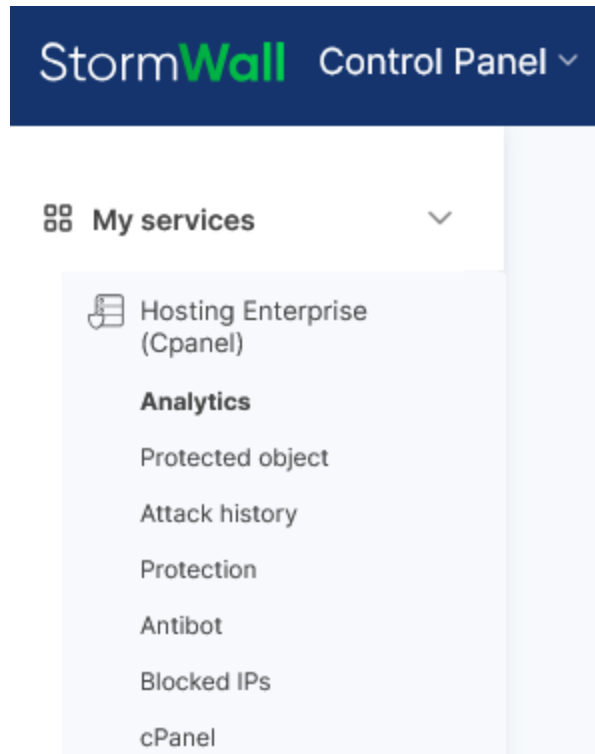 StormWall Control Panel
My services
Hosting Enterprise
(Cpanel)
Analytics
Protected object
Attack history
Protection
Antibot
Blocked IPs
cPanel